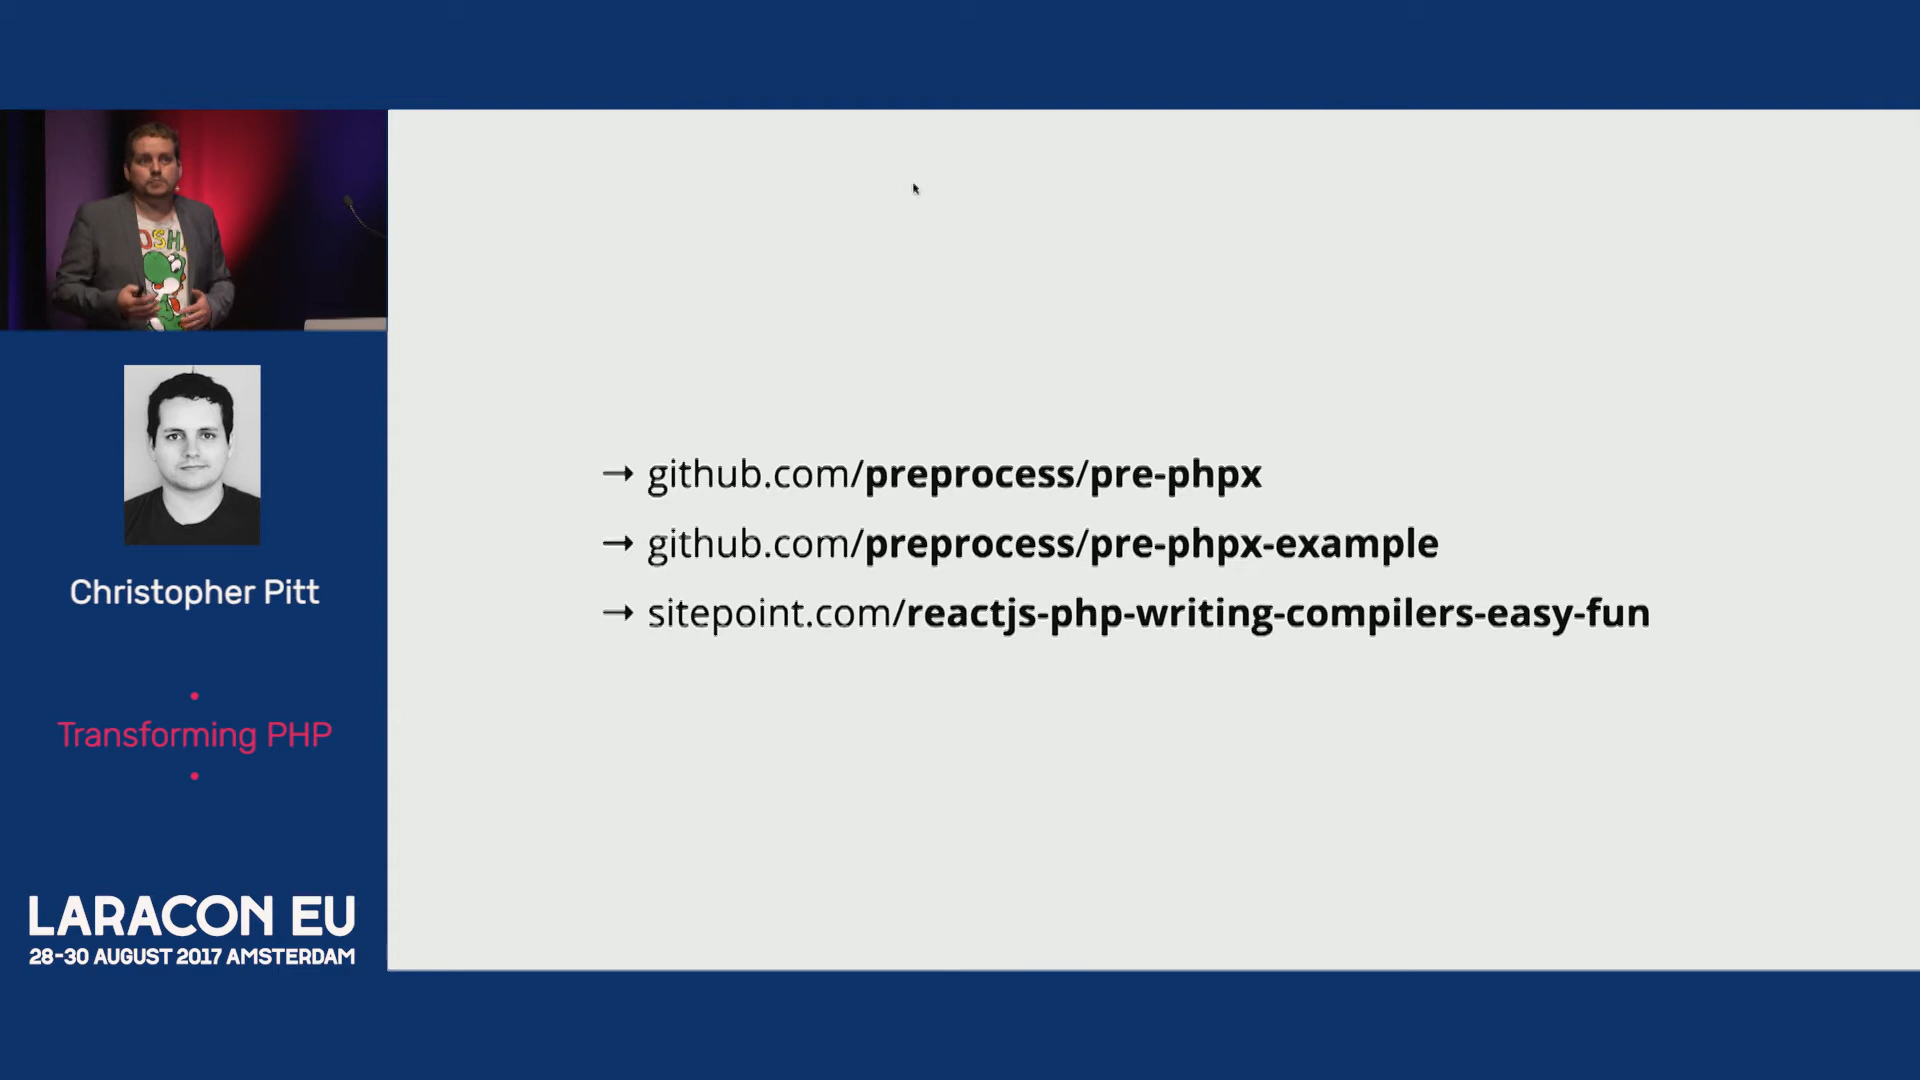 OSH
Christopher Pitt
Transforming PHP
LARACON EU
28-30 AUGUST 2017 AMSTERDAM
→ github.com/preprocess/pre-phpx
→ github.com/preprocess/pre-phpx-example
→ sitepoint.com/reactjs-php-writing-compilers-easy-fun